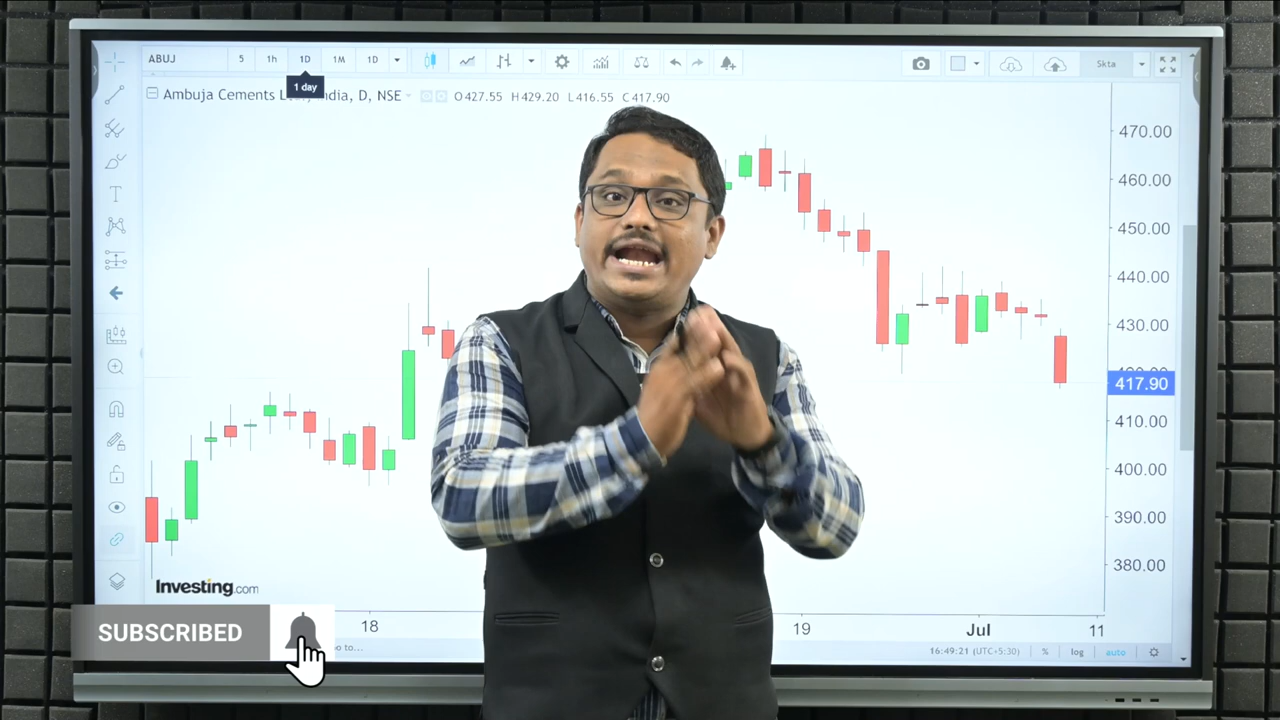 ABUJ 5 1h 1D 1M 1D Skta
1 day
Ambuja Cements L dia, D, NSE O427.55 H429.20 L416.55 C417.90
470.00
460.00
450.00
440.00
430.00
417.90
410.00
400.00
390.00
380.00
T
Investing.com
18 19 Jul 11
SUBSCRIBED
16:49:21 (UTC+5:30) % log auto